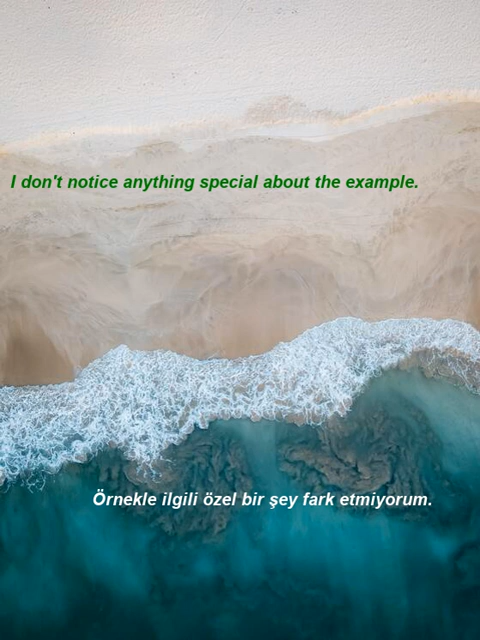 I don't notice anything special about the example.
Örnekle ilgili özel bir şey fark etmiyorum.